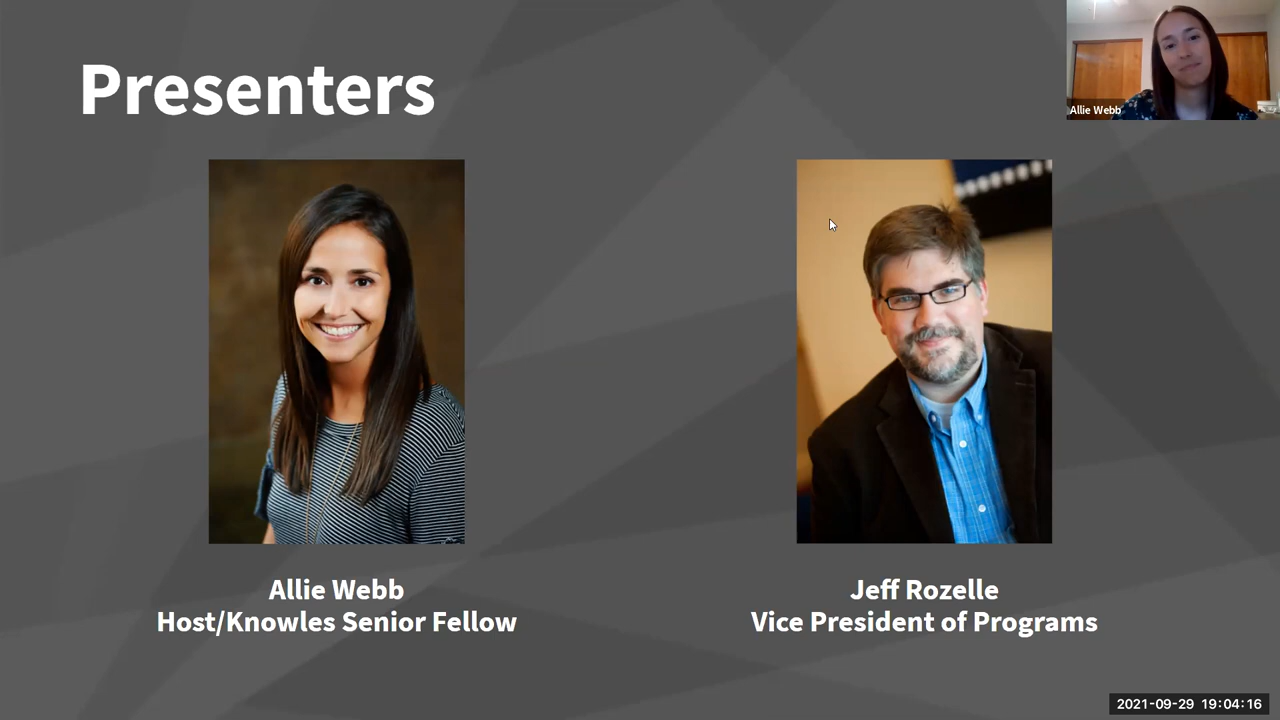 Presenters
Allie Webb
Allie Webb
Host/Knowles Senior Fellow
Jeff Rozelle
Vice President of Programs
2021-09-29 19:04:16